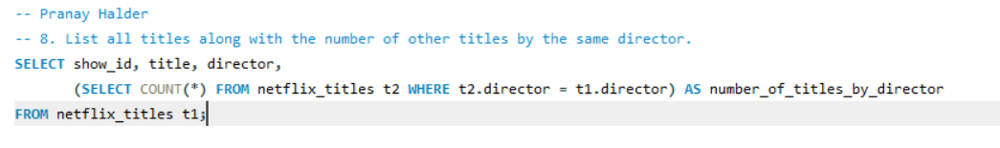 -- Pranay Halder
-- 8. List all titles along with the number of other titles by the same director.
SELECT show_id, title, director,
(SELECT COUNT(*) FROM netflix_titles t2 WHERE t2.director = t1.director) AS number_of_titles_by_director
FROM netflix_titles t1;